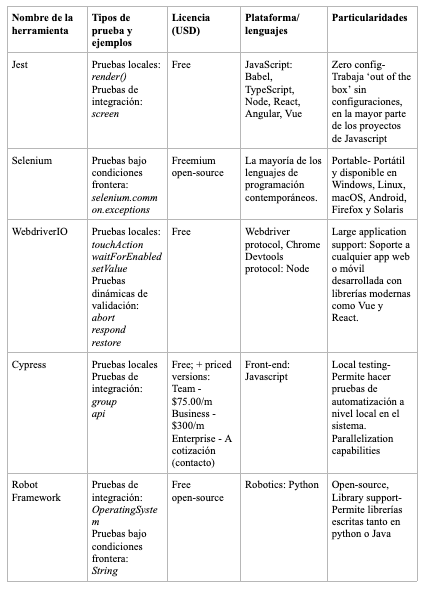 Nombre de la
herramienta
Tipos de
prueba y
ejemplos
Licencia
(USD)
Plataforma/
lenguajes
Particularidades
Jest
Pruebas locales:
render()
Pruebas de
integración:
screen
Free
JavaScript:
Babel,
TypeScript,
Node, React,
Angular, Vue
Zero config-
Trabaja ‘out of the
box’ sin
configuraciones,
en la mayor parte
de los proyectos
de Javascript
Selenium
Pruebas bajo
condiciones
frontera:
selenium.comm
on.exceptions
Freemium
open-source
La mayoría de los
lenguajes de
programación
contemporáneos.
Portable- Portátil
y disponible en
Windows, Linux,
macOS, Android,
Firefox y Solaris
WebdriverIO
Pruebas locales:
touchAction
waitForEnabled
setValue
Pruebas
dinámicas de
validación:
abort
respond
restore
Free
Webdriver
protocol, Chrome
Devtools
protocol: Node
Large application
support: Soporte a
cualquier app web
o móvil
desarrollada con
librerías modernas
como Vue y
React.
Cypress
Pruebas locales
Pruebas de
integración:
group
api
Free; + priced
versions:
Team -
$75.00/m
Business -
$300/m
Enterprise - A
cotización
(contacto)
Front-end:
Javascript
Local testing-
Permite hacer
pruebas de
automatización a
nivel local en el
sistema.
Parallelization
capabilities
Robot
Framework
Pruebas de
integración:
OperatingSyste
m
Pruebas bajo
condiciones
frontera:
String
Free
open-source
Robotics: Python
Open-source,
Library support-
Permite librerías
escritas tanto en
python o Java